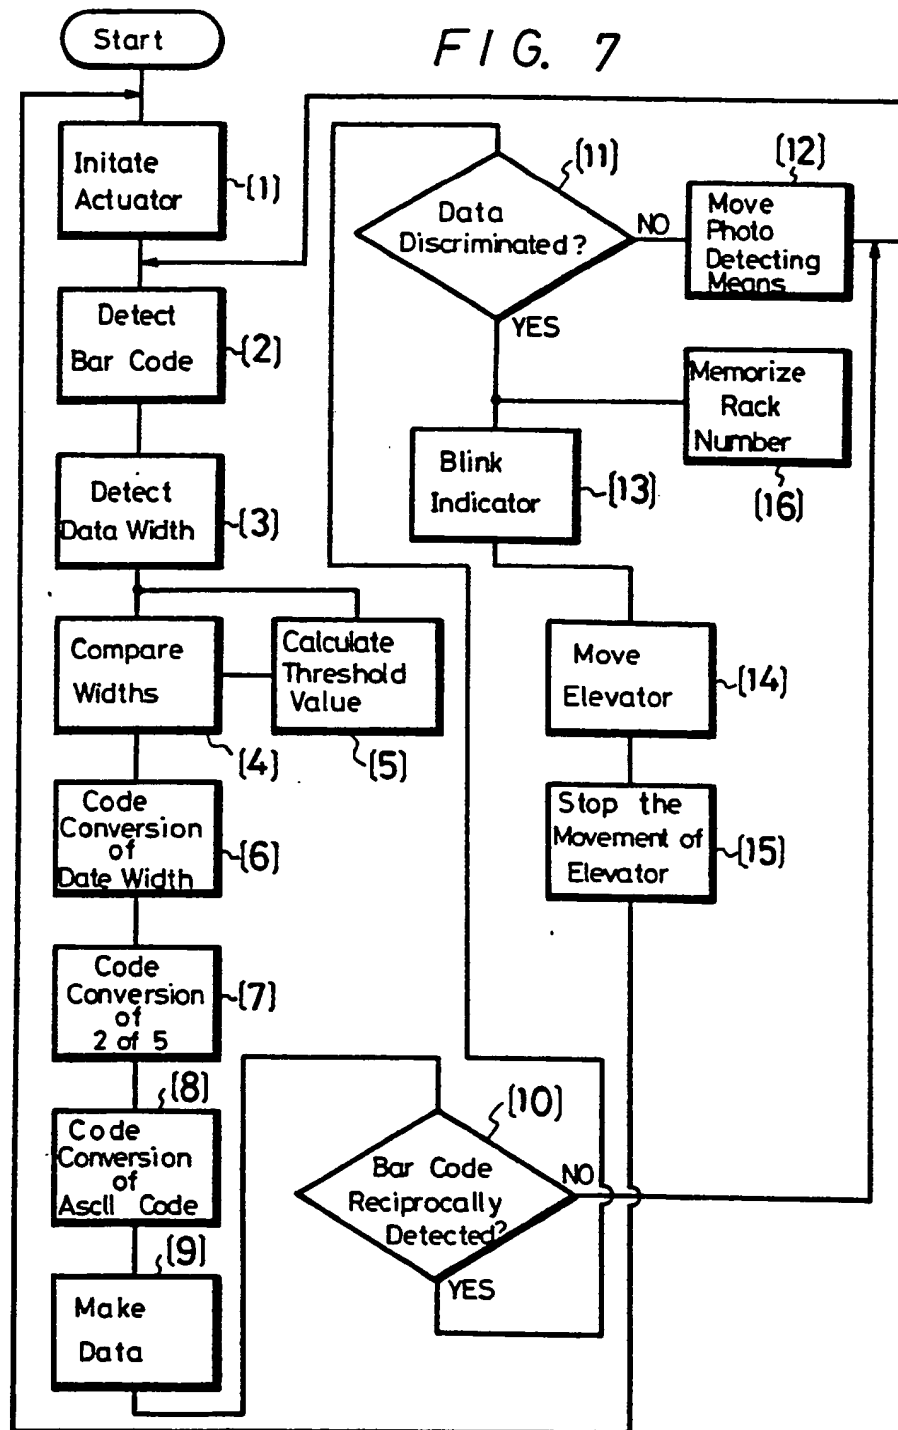 FIG. 7
Start
Initate
Actuator
(1)
Detect
Bar Code
(2)
Detect
Data Width
(3)
Compare
Widths
(4)
Calculate
Threshold
Value
(5)
Code
Conversion
of
Date Width
(6)
Code
Conversion
of
2 of 5
(7)
(8)
Code
Conversion
of
AscII Code
(9)
Make
Data
(10)
Bar Code
Reciprocally
Detected?
NO
YES
(11)
Data
Discriminated?
NO
YES
(12)
Move
Photo
Detecting
Means
Memorize
Rack
Number
(16)
Blink
Indicator
(13)
Move
Elevator
(14)
Stop the
Movement of
Elevator
(15)